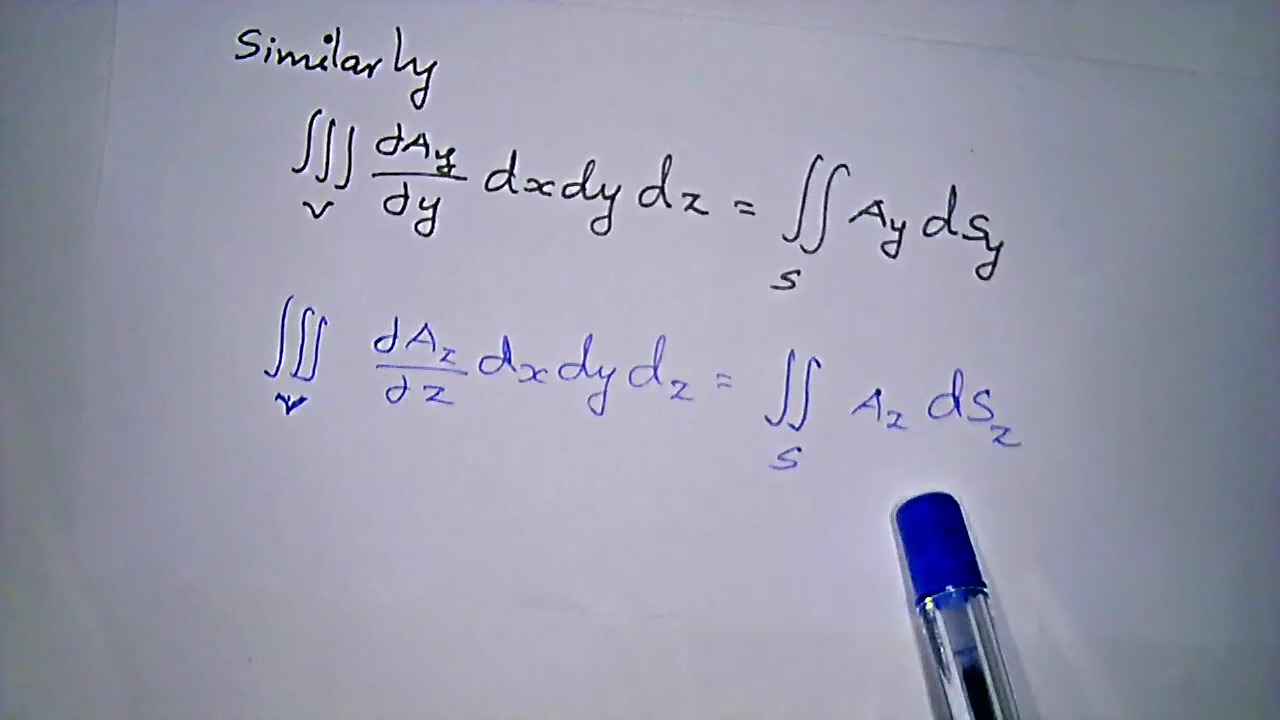 Similarly
∭_V ∂A_y/∂y dx dy dz = ∬_S A_y ds_y
∭_V ∂A_z/∂z dx dy dz = ∬_S A_z ds_z